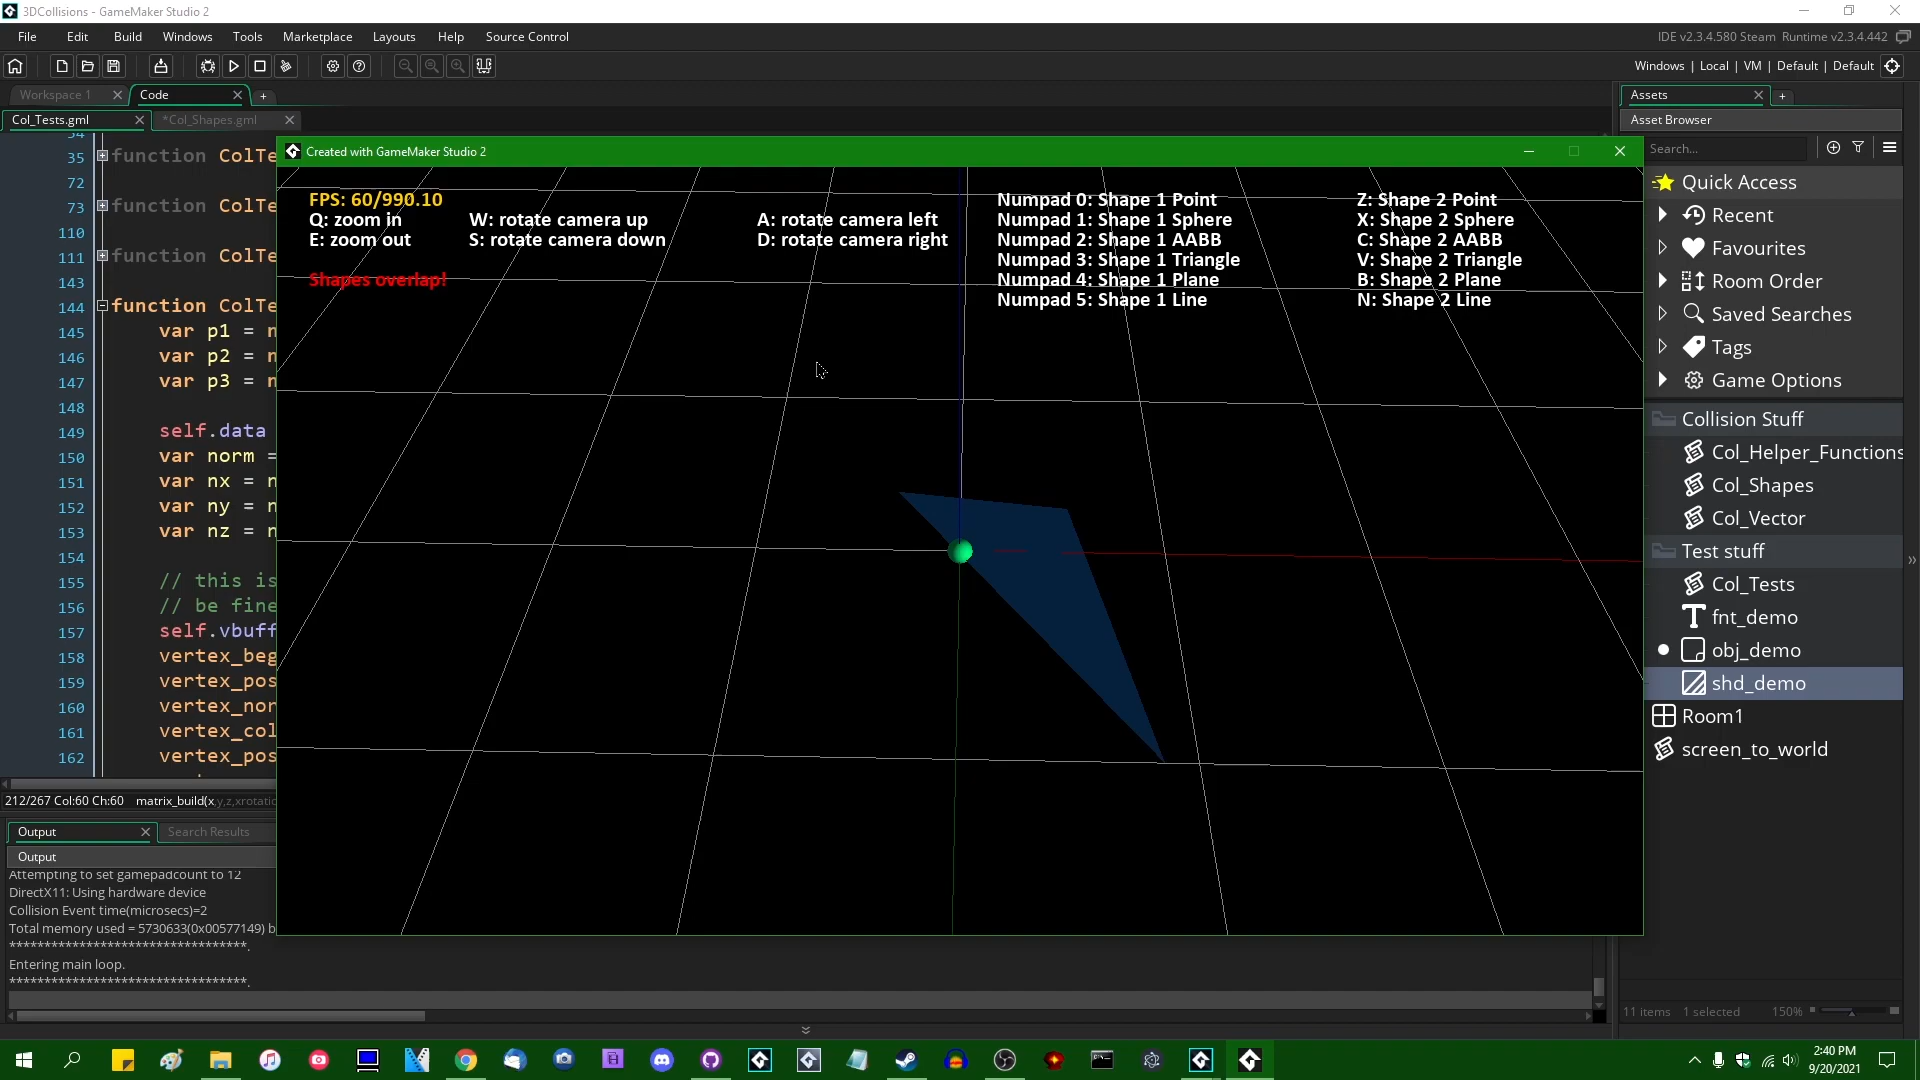 3DCollisions - GameMaker Studio 2
File Edit Build Windows Tools Marketplace Layouts Help Source Control
IDE v2.3.4.580 Steam Runtime v2.3.4.442
Windows | Local | VM | Default | Default
Workspace 1
Code
Assets
Col_Tests.gml
*Col_Shapes.gml
Asset Browser
34
35 function ColTe
72
73 function ColTe
110
111 function ColTe
143
144 function ColTe
145 var p1 = n
146 var p2 = n
147 var p3 = n
148
149 self.data
150 var norm =
151 var nx = n
152 var ny = n
153 var nz = n
154
155 // this is
156 // be fine
157 self.vbuff
158 vertex_beg
159 vertex_pos
160 vertex_nor
161 vertex_col
162 vertex_pos
212/267 Col:60 Ch:60 matrix_build(x,y,z,xrotatio
Created with GameMaker Studio 2
FPS: 60/990.10
Q: zoom in W: rotate camera up A: rotate camera left
E: zoom out S: rotate camera down D: rotate camera right
Shapes overlap!
Numpad 0: Shape 1 Point
Numpad 1: Shape 1 Sphere
Numpad 2: Shape 1 AABB
Numpad 3: Shape 1 Triangle
Numpad 4: Shape 1 Plane
Numpad 5: Shape 1 Line
Z: Shape 2 Point
X: Shape 2 Sphere
C: Shape 2 AABB
V: Shape 2 Triangle
B: Shape 2 Plane
N: Shape 2 Line
Search...
Quick Access
Recent
Favourites
Room Order
Saved Searches
Tags
Game Options
Collision Stuff
Col_Helper_Functions
Col_Shapes
Col_Vector
Test stuff
Col_Tests
fnt_demo
obj_demo
shd_demo
Room1
screen_to_world
11 items 1 selected 150%
Output
Search Results
Output
Attempting to set gamepadcount to 12
DirectX11: Using hardware device
Collision Event time(microsecs)=2
Total memory used = 5730633(0x00577149) b
**********************************.
Entering main loop.
**********************************.
2:40 PM
9/20/2021